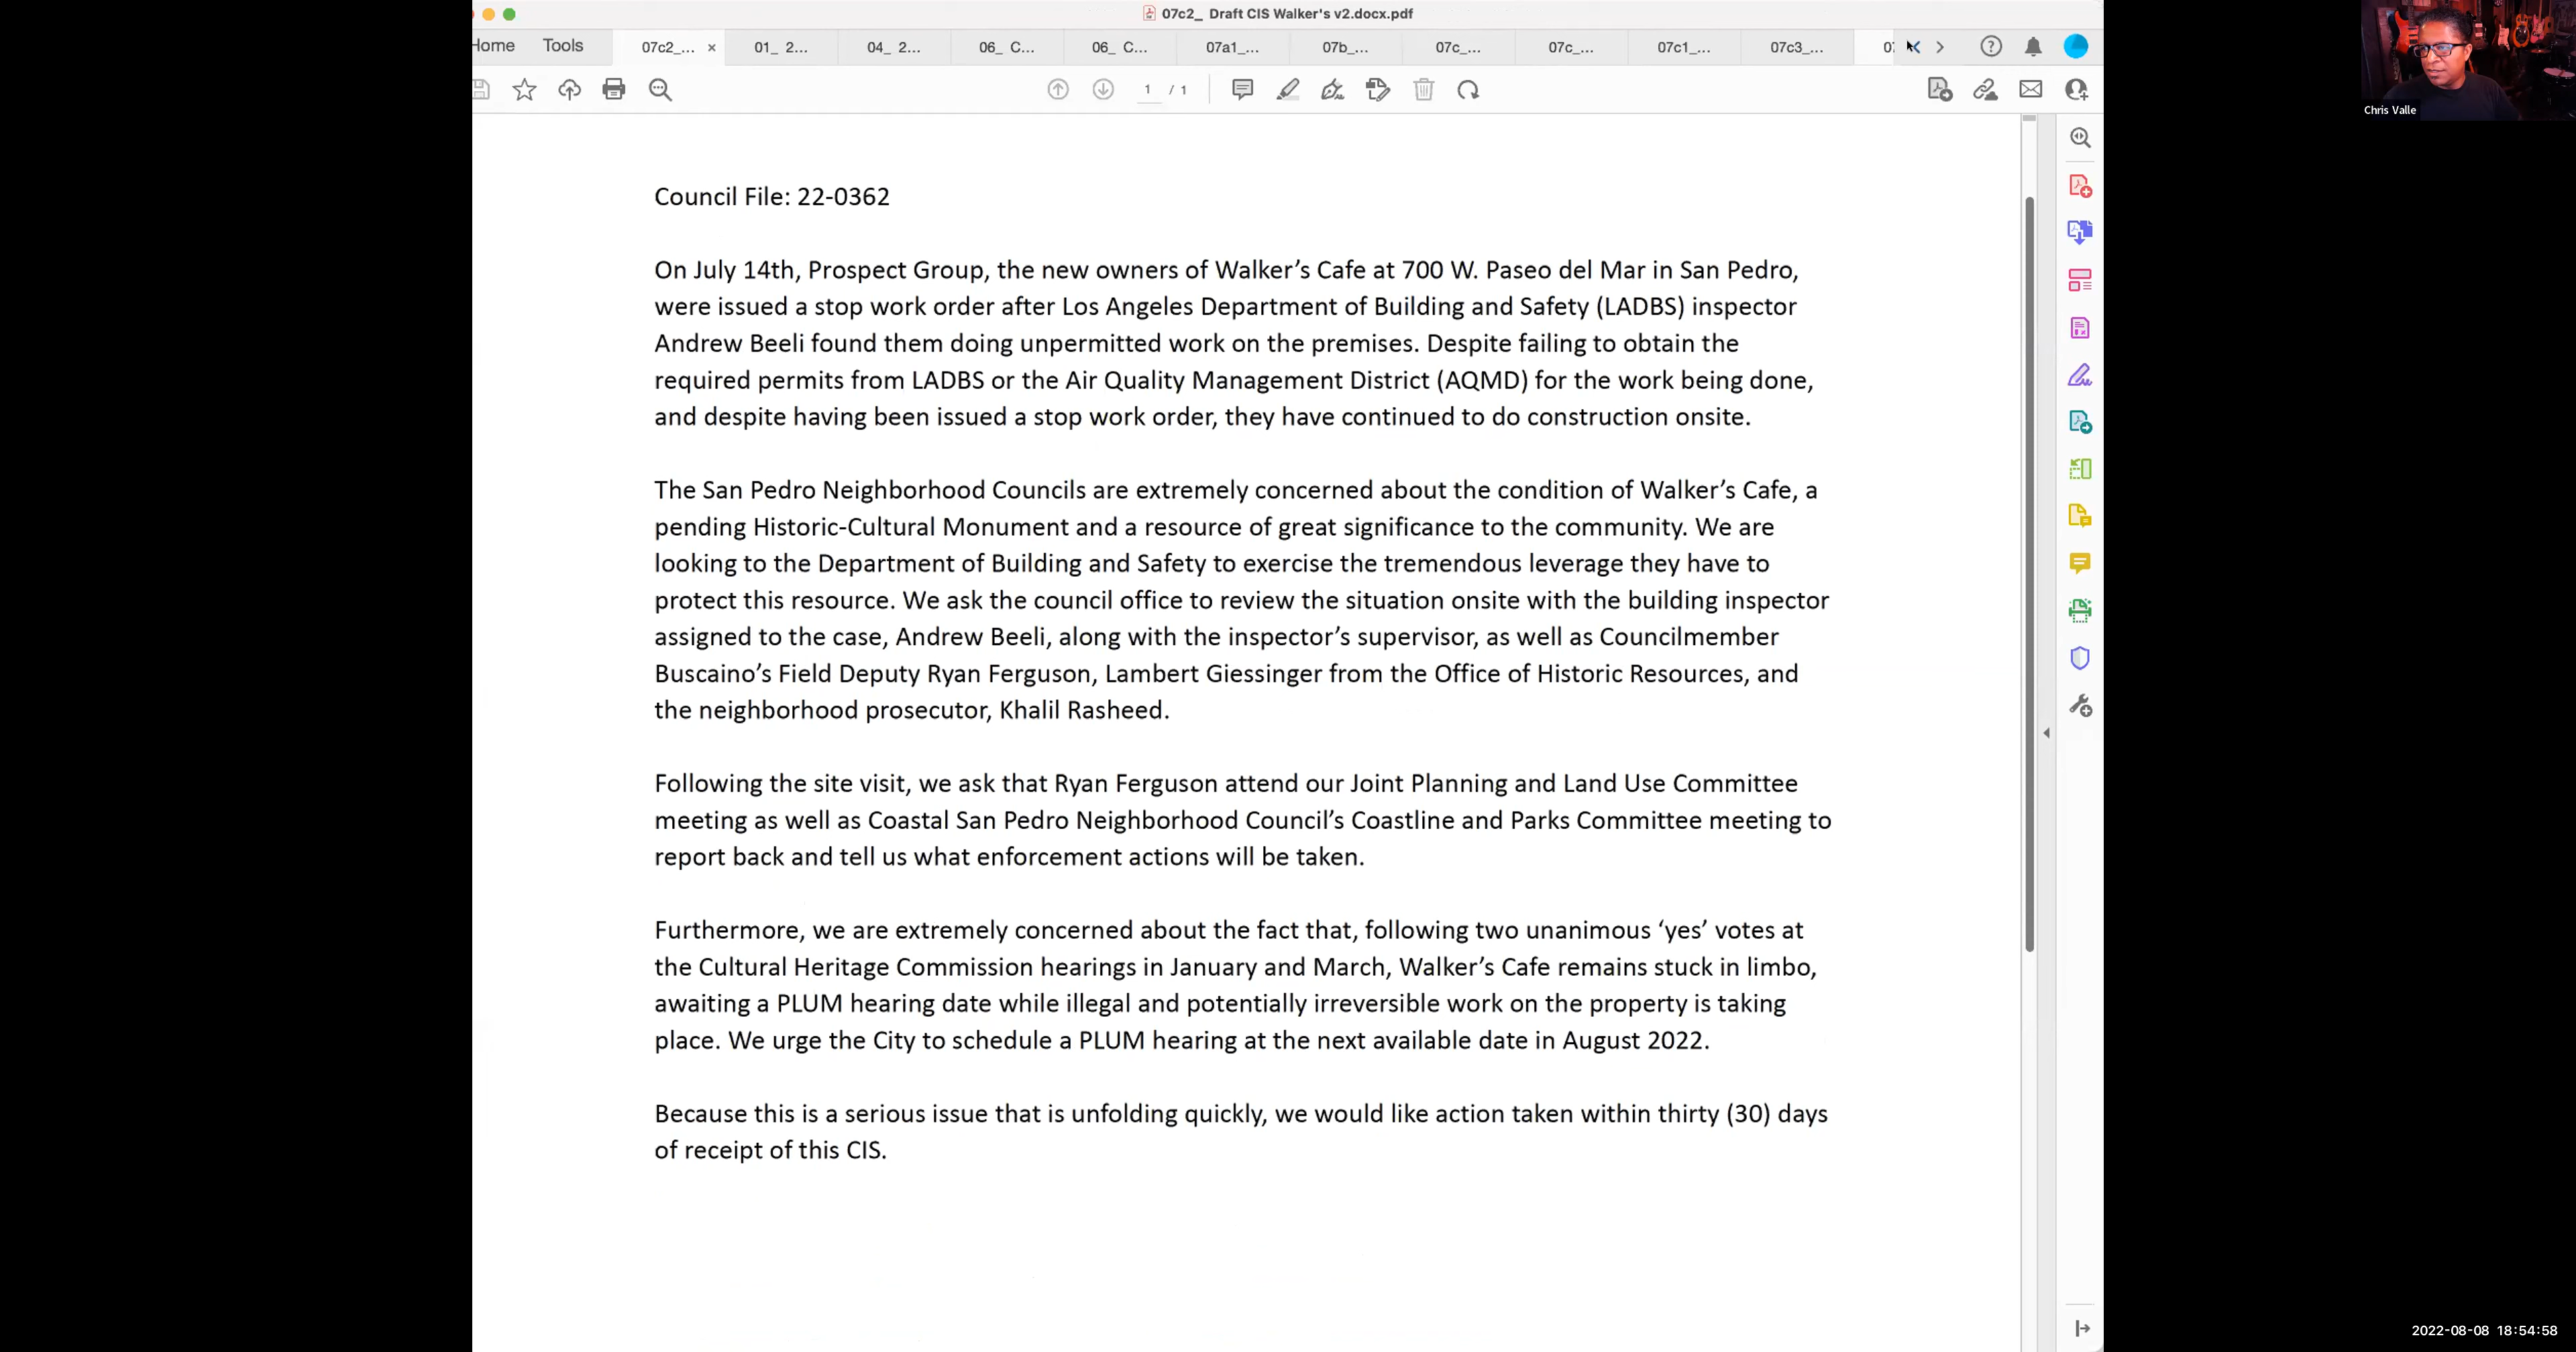 07c2_ Draft CIS Walker's v2.docx.pdf
Home Tools 07c2_... × 01_ 2... 04_ 2... 06_ C... 06_ C... 07a1_... 07b_... 07c_... 07c_... 07c1_... 07c3_...
1 / 1
Chris Valle
Council File: 22-0362
On July 14th, Prospect Group, the new owners of Walker’s Cafe at 700 W. Paseo del Mar in San Pedro,
were issued a stop work order after Los Angeles Department of Building and Safety (LADBS) inspector
Andrew Beeli found them doing unpermitted work on the premises. Despite failing to obtain the
required permits from LADBS or the Air Quality Management District (AQMD) for the work being done,
and despite having been issued a stop work order, they have continued to do construction onsite.
The San Pedro Neighborhood Councils are extremely concerned about the condition of Walker’s Cafe, a
pending Historic-Cultural Monument and a resource of great significance to the community. We are
looking to the Department of Building and Safety to exercise the tremendous leverage they have to
protect this resource. We ask the council office to review the situation onsite with the building inspector
assigned to the case, Andrew Beeli, along with the inspector’s supervisor, as well as Councilmember
Buscaino’s Field Deputy Ryan Ferguson, Lambert Giessinger from the Office of Historic Resources, and
the neighborhood prosecutor, Khalil Rasheed.
Following the site visit, we ask that Ryan Ferguson attend our Joint Planning and Land Use Committee
meeting as well as Coastal San Pedro Neighborhood Council’s Coastline and Parks Committee meeting to
report back and tell us what enforcement actions will be taken.
Furthermore, we are extremely concerned about the fact that, following two unanimous ‘yes’ votes at
the Cultural Heritage Commission hearings in January and March, Walker’s Cafe remains stuck in limbo,
awaiting a PLUM hearing date while illegal and potentially irreversible work on the property is taking
place. We urge the City to schedule a PLUM hearing at the next available date in August 2022.
Because this is a serious issue that is unfolding quickly, we would like action taken within thirty (30) days
of receipt of this CIS.
2022-08-08 18:54:58